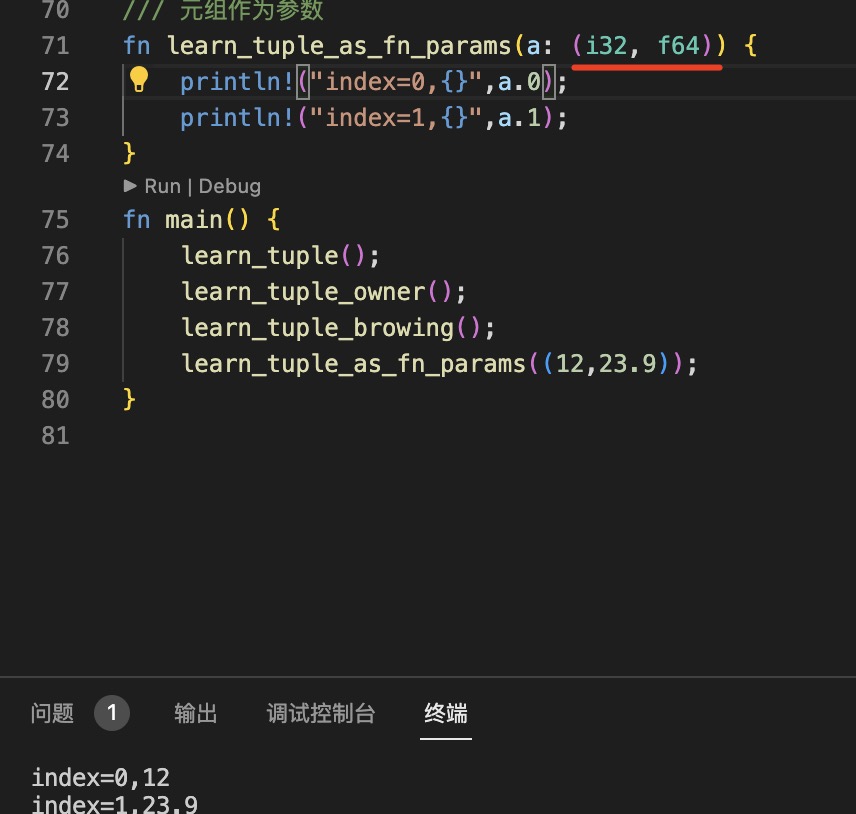 70 /// 元组作为参数
71 fn learn_tuple_as_fn_params(a: (i32, f64)) {
72 println!("index=0,{}",a.0);
73 println!("index=1,{}",a.1);
74 }
Run | Debug
75 fn main() {
76 learn_tuple();
77 learn_tuple_owner();
78 learn_tuple_browing();
79 learn_tuple_as_fn_params((12,23.9));
80 }
81
问题 1 输出 调试控制台 终端
index=0,12
index=1,23.9